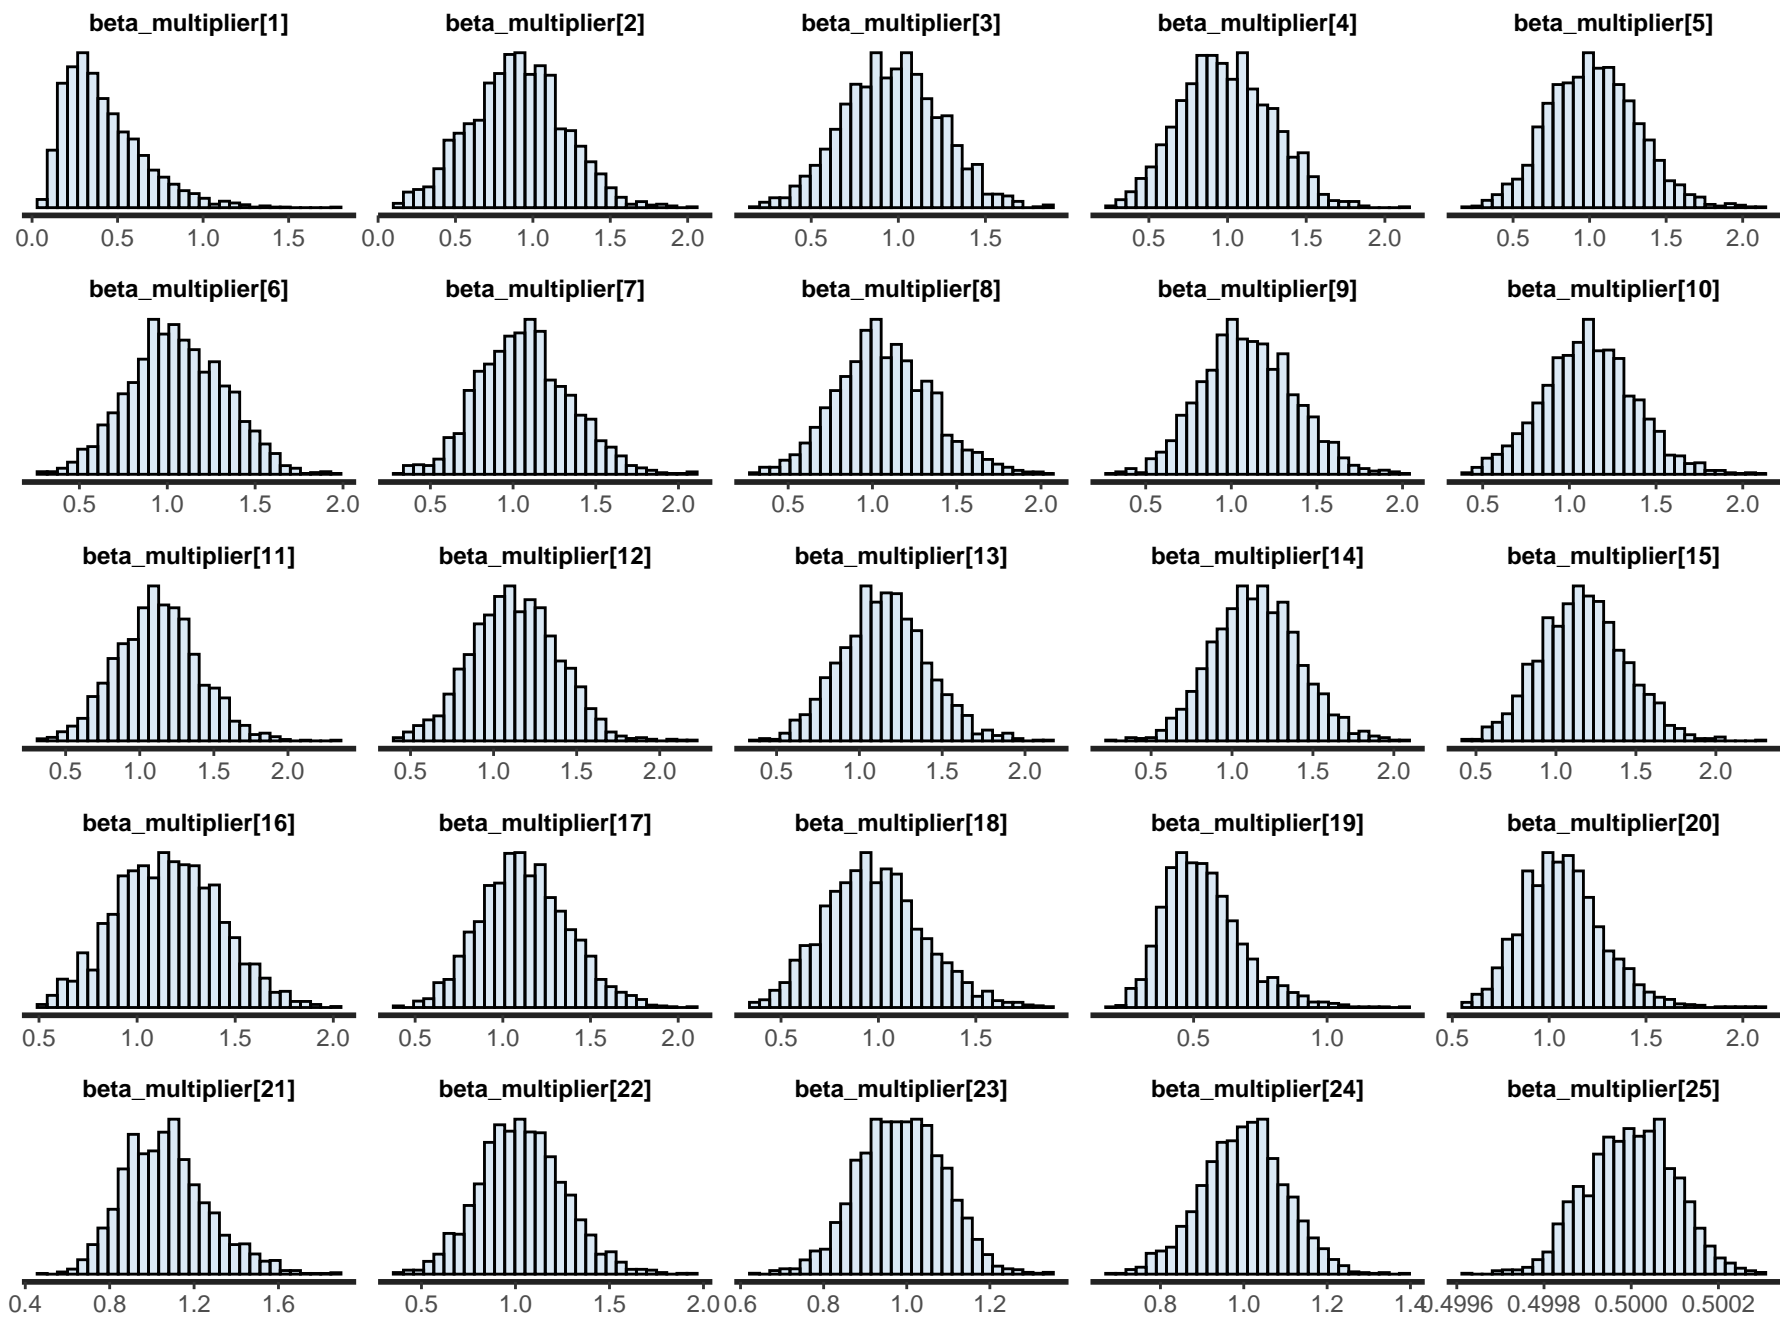 beta_multiplier[1] beta_multiplier[2] beta_multiplier[3] beta_multiplier[4] beta_multiplier[5]
0.0 0.5 1.0 1.5 0.0 0.5 1.0 1.5 2.0 0.5 1.0 1.5 0.5 1.0 1.5 2.0 0.5 1.0 1.5 2.0
beta_multiplier[6] beta_multiplier[7] beta_multiplier[8] beta_multiplier[9] beta_multiplier[10]
0.5 1.0 1.5 2.0 0.5 1.0 1.5 2.0 0.5 1.0 1.5 2.0 0.5 1.0 1.5 2.0 0.5 1.0 1.5 2.0
beta_multiplier[11] beta_multiplier[12] beta_multiplier[13] beta_multiplier[14] beta_multiplier[15]
0.5 1.0 1.5 2.0 0.5 1.0 1.5 2.0 0.5 1.0 1.5 2.0 0.5 1.0 1.5 2.0 0.5 1.0 1.5 2.0
beta_multiplier[16] beta_multiplier[17] beta_multiplier[18] beta_multiplier[19] beta_multiplier[20]
0.5 1.0 1.5 2.0 0.5 1.0 1.5 2.0 0.5 1.0 1.5 0.5 1.0 0.5 1.0 1.5 2.0
beta_multiplier[21] beta_multiplier[22] beta_multiplier[23] beta_multiplier[24] beta_multiplier[25]
0.4 0.8 1.2 1.6 0.5 1.0 1.5 2.0 0.6 0.8 1.0 1.2 0.8 1.0 1.2 1.4 0.4996 0.4998 0.5000 0.5002